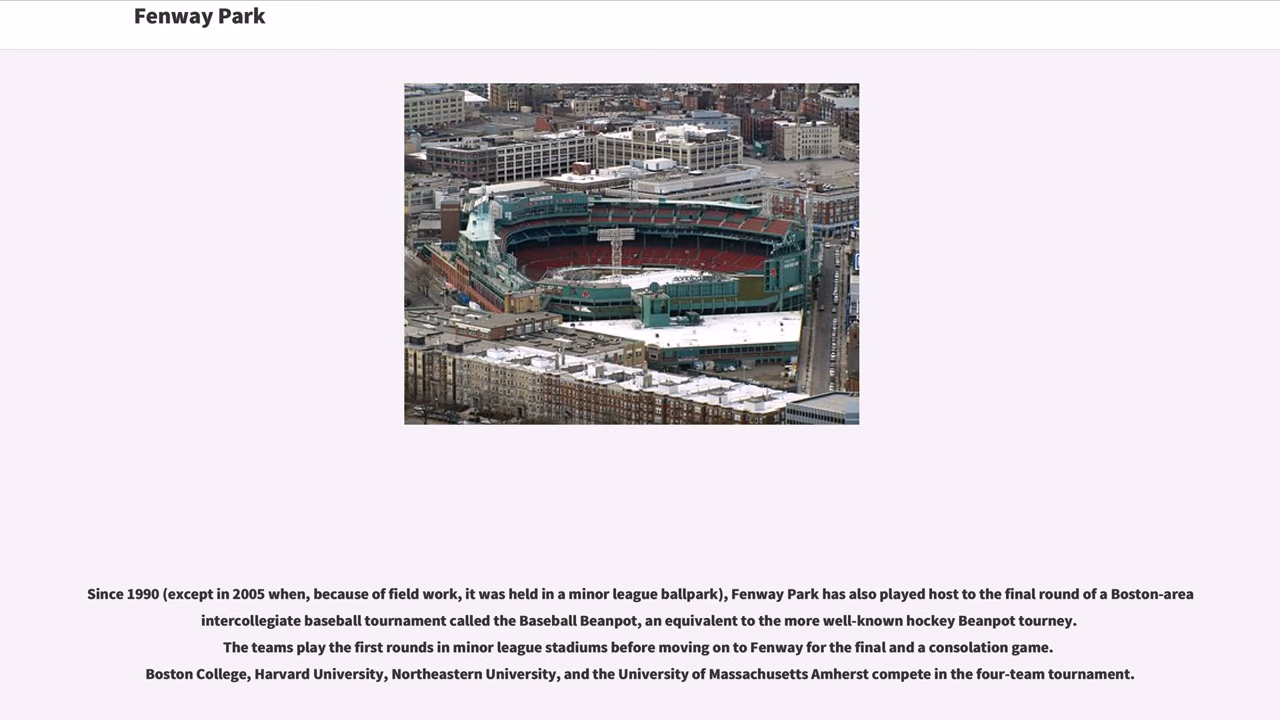 Fenway Park
Since 1990 (except in 2005 when, because of field work, it was held in a minor league ballpark), Fenway Park has also played host to the final round of a Boston-area
intercollegiate baseball tournament called the Baseball Beanpot, an equivalent to the more well-known hockey Beanpot tourney.
The teams play the first rounds in minor league stadiums before moving on to Fenway for the final and a consolation game.
Boston College, Harvard University, Northeastern University, and the University of Massachusetts Amherst compete in the four-team tournament.